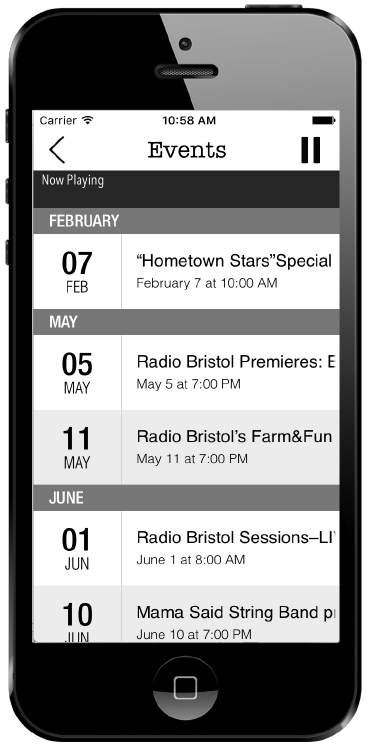 Carrier 10:58 AM
Events
Now Playing
FEBRUARY
07
FEB
“Hometown Stars”Special
February 7 at 10:00 AM
MAY
05
MAY
Radio Bristol Premieres: E
May 5 at 7:00 PM
11
MAY
Radio Bristol's Farm&Fun
May 11 at 7:00 PM
JUNE
01
JUN
Radio Bristol Sessions–LI
June 1 at 8:00 AM
10
JUN
Mama Said String Band
June 10 at 7:00 PM